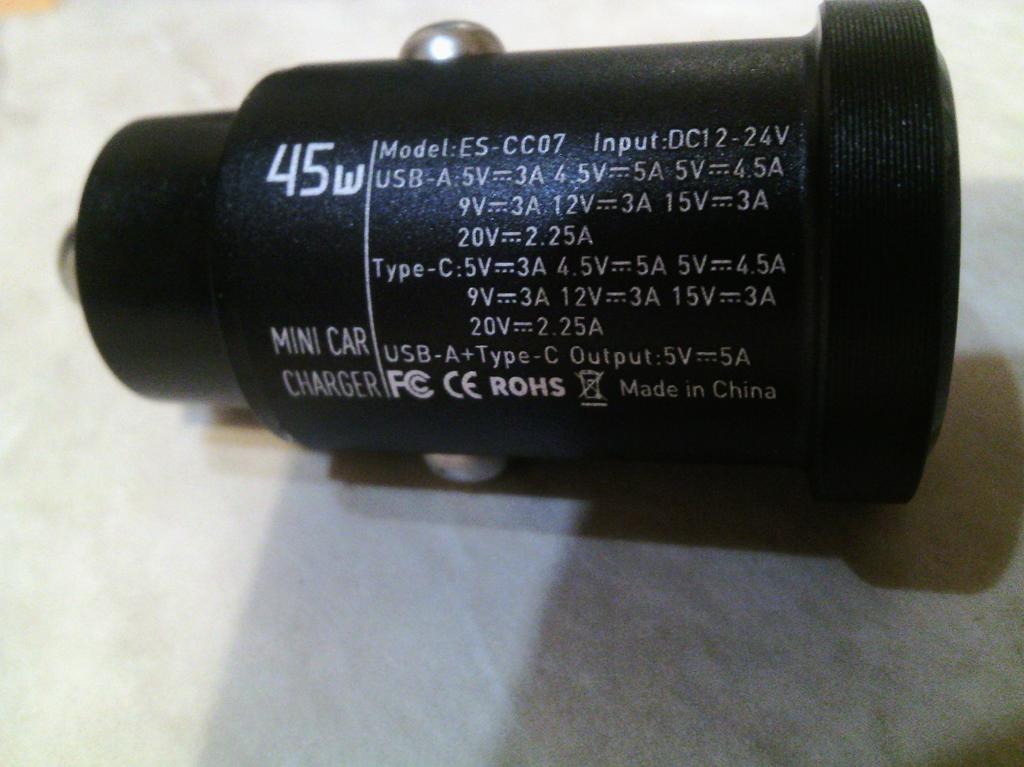 45w
Model:ES-CC07 Input:DC12-24V
USB-A:5V⎓3A 4.5V⎓5A 5V⎓4.5A
9V⎓3A 12V⎓3A 15V⎓3A
20V⎓2.25A
Type-C:5V⎓3A 4.5V⎓5A 5V⎓4.5A
9V⎓3A 12V⎓3A 15V⎓3A
20V⎓2.25A
USB-A+Type-C Output:5V⎓5A
FC CE ROHS Made in China
MINI CAR
CHARGER